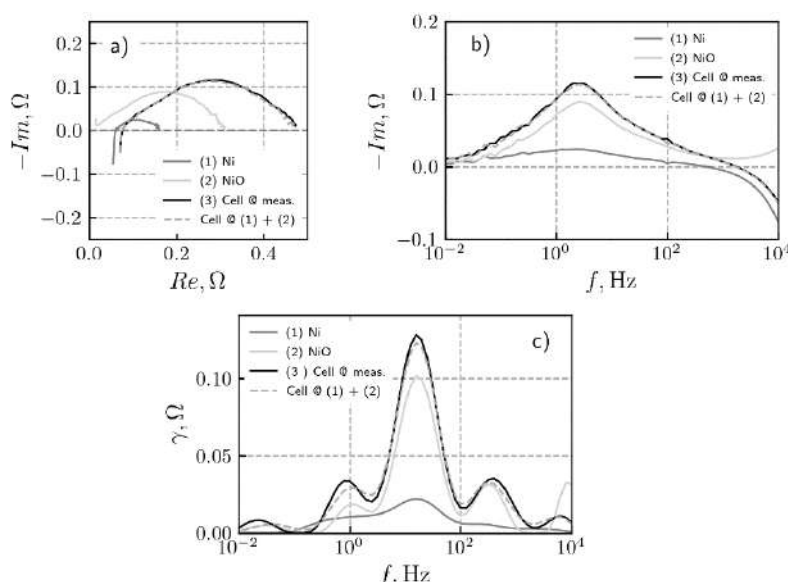 a)
0.2
0.1
0.0
−0.1
−0.2
−Im, Ω
(1) Ni
(2) NiO
(3) Cell @ meas.
Cell @ (1) + (2)
0.0 0.2 0.4
Re, Ω
b)
0.2
0.1
0.0
−0.1
−Im, Ω
(1) Ni
(2) NiO
(3) Cell @ meas.
Cell @ (1) + (2)
10⁻² 10⁰ 10² 10⁴
f, Hz
c)
0.10
0.05
0.00
γ, Ω
(1) Ni
(2) NiO
(3 ) Cell @ meas.
Cell @ (1) + (2)
10⁻² 10⁰ 10² 10⁴
f, Hz